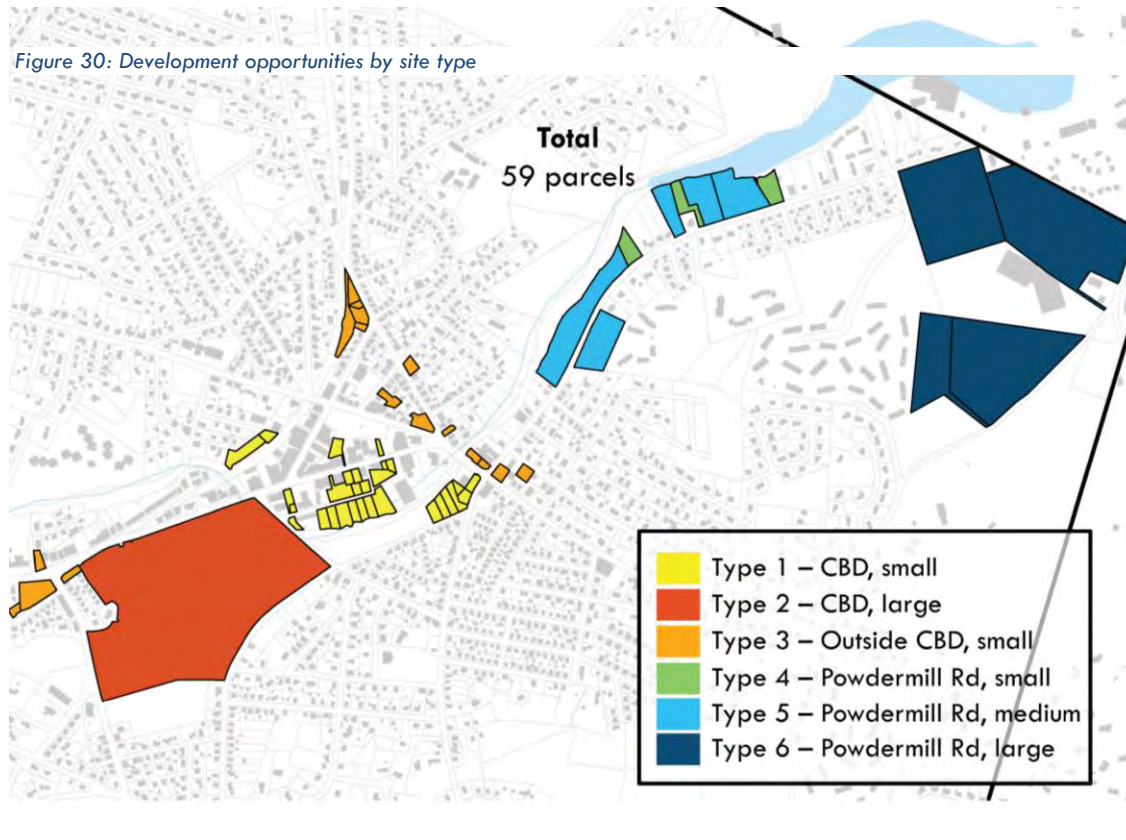 Figure 30: Development opportunities by site type
Total
59 parcels
Type 1 – CBD, small
Type 2 – CBD, large
Type 3 – Outside CBD, small
Type 4 – Powdermill Rd, small
Type 5 – Powdermill Rd, medium
Type 6 – Powdermill Rd, large